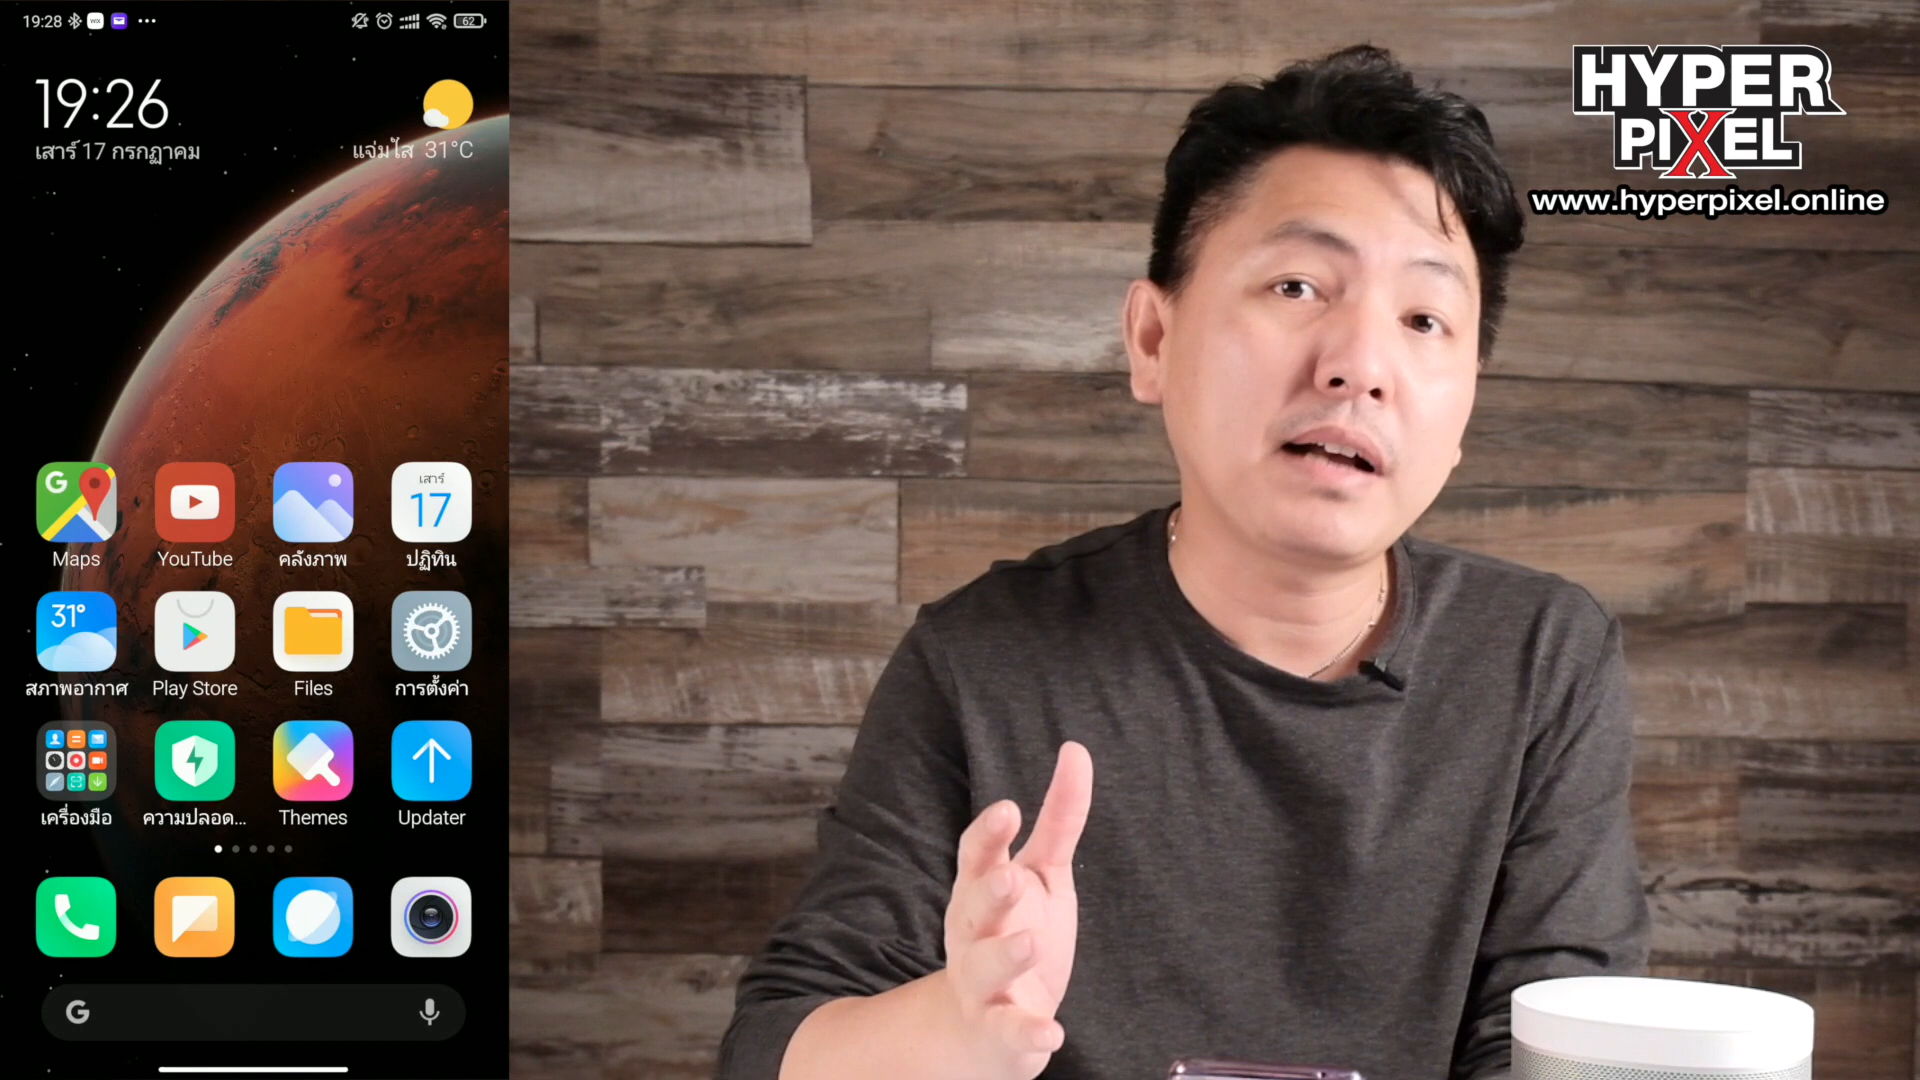 19:28
62
19:26
เสาร์ 17 กรกฎาคม
แจ่มใส 31°C
G
Maps
YouTube
คลังภาพ
เสาร์
17
ปฏิทิน
31°
สภาพอากาศ
Play Store
Files
การตั้งค่า
เครื่องมือ
ความปลอด...
Themes
Updater
G
HYPER
PIXEL
www.hyperpixel.online